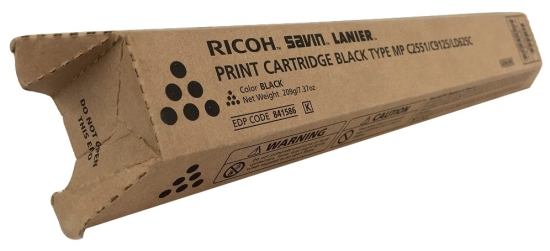 RICOH SAVIN LANIER
PRINT CARTRIDGE BLACK TYPE MP C2551/C9125/LD625C
Color BLACK
Net Weight 209g/7.37oz
EDP CODE 841586 K
WARNING
DO NOT OPEN
THIS END